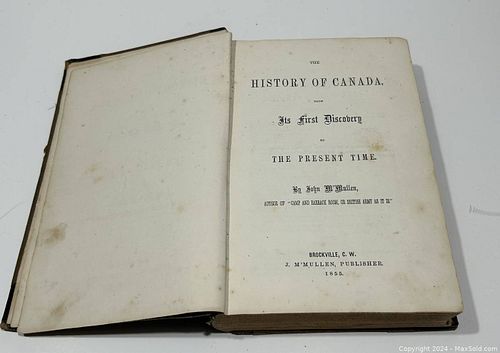 THE
HISTORY OF CANADA,
FROM
Its First Discovery
TO
THE PRESENT TIME.
By John M'Mullen,
AUTHOR OF "CAMP AND BARRACK ROOM, OR BRITISH ARMY AS IT IS"
BROCKVILLE, C. W.
J. M'MULLEN, PUBLISHER.
1855.
Copyright 2024 - MaxSold.com